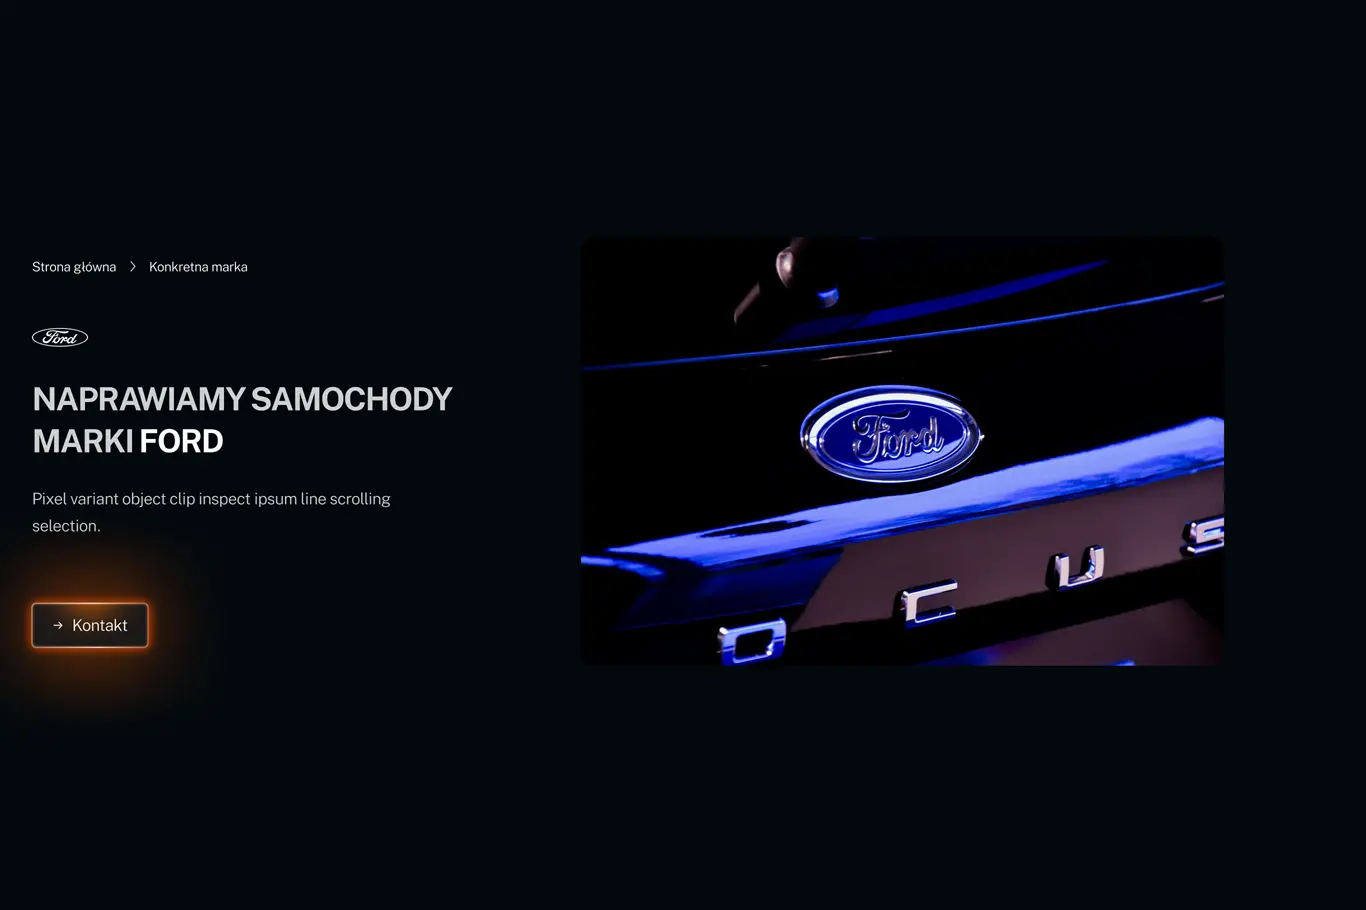 Strona główna > Konkretna marka
Ford
NAPRAWIAMY SAMOCHODY
MARKI FORD
Pixel variant object clip inspect ipsum line scrolling
selection.
→ Kontakt
Ford
O C U S